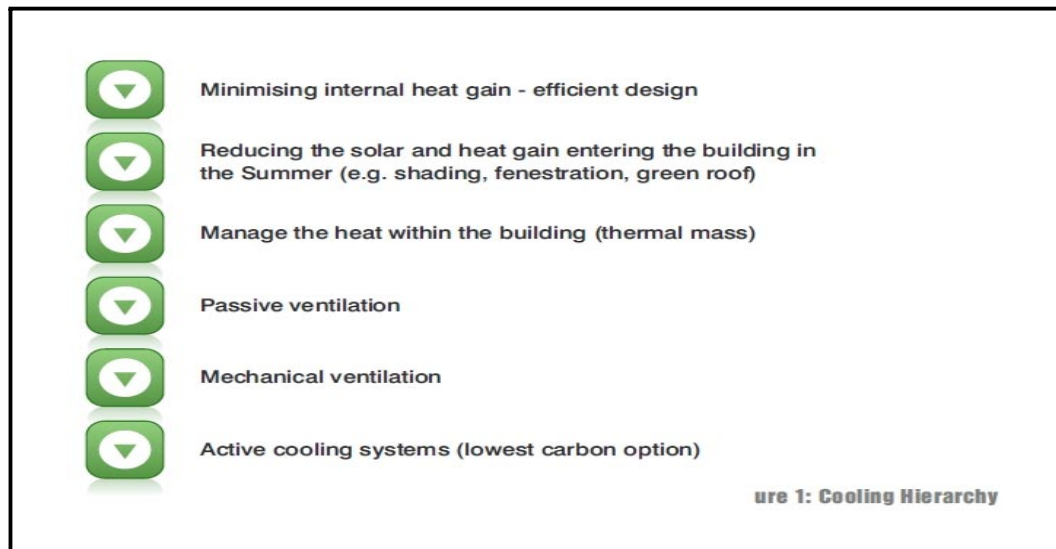 Minimising internal heat gain - efficient design
Reducing the solar and heat gain entering the building in
the Summer (e.g. shading, fenestration, green roof)
Manage the heat within the building (thermal mass)
Passive ventilation
Mechanical ventilation
Active cooling systems (lowest carbon option)
ure 1: Cooling Hierarchy